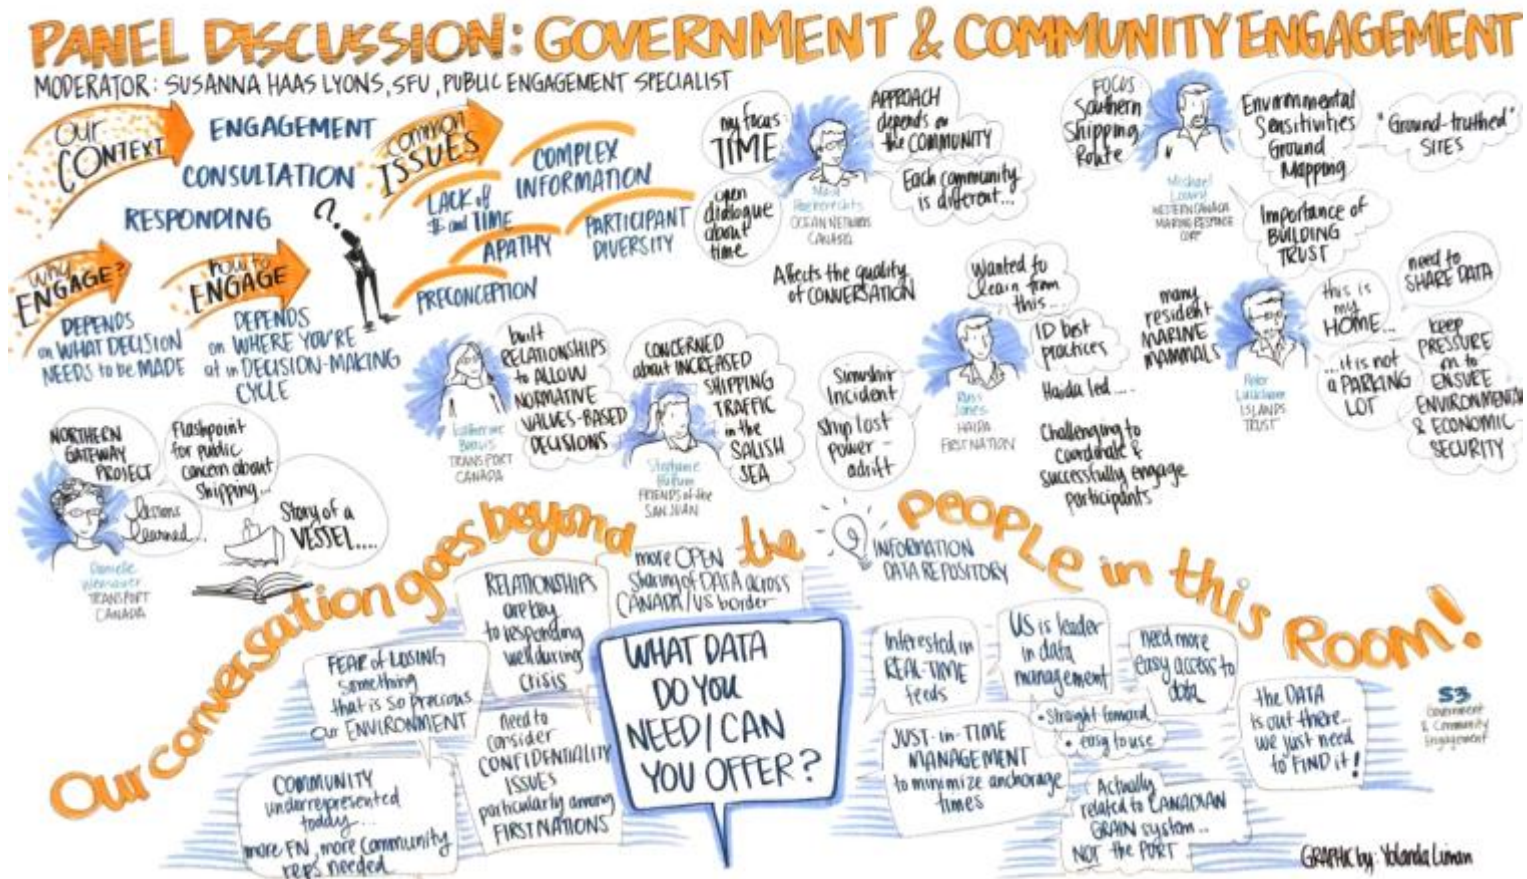 PANEL DISCUSSION: GOVERNMENT & COMMUNITY ENGAGEMENT
MODERATOR: SUSANNA HAAS LYONS, SFU, PUBLIC ENGAGEMENT SPECIALIST
OUR
CONTEXT
ENGAGEMENT
CONSULTATION
RESPONDING
?
COMMON
ISSUES
COMPLEX
INFORMATION
LACK of
$ and TIME
PARTICIPANT
DIVERSITY
APATHY
PRECONCEPTION
why
ENGAGE?
DEPENDS
on WHAT DECISION
NEEDS to be MADE
how to
ENGAGE
DEPENDS
on WHERE YOU'RE
at in DECISION-MAKING
CYCLE
my focus:
TIME
open
dialogue
about
time
APPROACH
depends on
the COMMUNITY
Each community
is different...
OCEAN NETWORKS
CANADA
Affects the quality
of CONVERSATION
FOCUS
Southern
Shipping
Route
Environmental
Sensitivities
Ground
Mapping
"Ground-truthed"
SITES
Michael
WESTERN CANADA
MARINE RESPONSE
CORP
Importance of
BUILDING
TRUST
NORTHERN
GATEWAY
PROJECT
Flashpoint
for public
concern about
shipping...
lessons
learned...
Story of a
VESSEL....
Danielle
TRANSPORT
CANADA
built
RELATIONSHIPS
to ALLOW
NORMATIVE
VALUES-BASED
DECISIONS
Katherine
TRANSPORT
CANADA
CONCERNED
about INCREASED
SHIPPING
TRAFFIC
in the
SALISH
SEA
Stephanie
FRIENDS of the
SAN JUAN
Wanted to
learn from
this...
ID best
practices
Simushir
Incident
Ship lost
power -
adrift
Russ
Jones
HAIDA
FIRST NATION
Haida led....
Challenging to
coordinate &
successfully engage
participants
many
resident
MARINE
MAMMALS
this is
my
HOME...
...it is not
a PARKING
LOT
need to
SHARE DATA
keep
PRESSURE
on to
ENSURE
ENVIRONMENTAL
& ECONOMIC
SECURITY
Peter
ISLANDS
TRUST
Our conversation goes beyond the PEOPLE in this ROOM!
FEAR of LOSING
something
that is so precious
our ENVIRONMENT
RELATIONSHIPS
are key
to responding
well during
crisis
more OPEN
sharing of DATA across
CANADA/US border
COMMUNITY
underrepresented
today...
more FN, more community
reps needed
need to
consider
CONFIDENTIALITY
ISSUES
particularly among
FIRST NATIONS
WHAT DATA
DO YOU
NEED/CAN
YOU OFFER?
INFORMATION
DATA REPOSITORY
Interested in
REAL-TIME
feeds
US is leader
in data
management
• Straight forward
• easy to use
need more
easy access to
data
JUST-in-TIME
MANAGEMENT
to minimize anchorage
times
Actually
related to CANADIAN
GRAIN system...
NOT the PORT
the DATA
is out there...
we just need
to FIND it!
S3
Government
& Community
Engagement
GRAPHIC by: Yolanda Liman